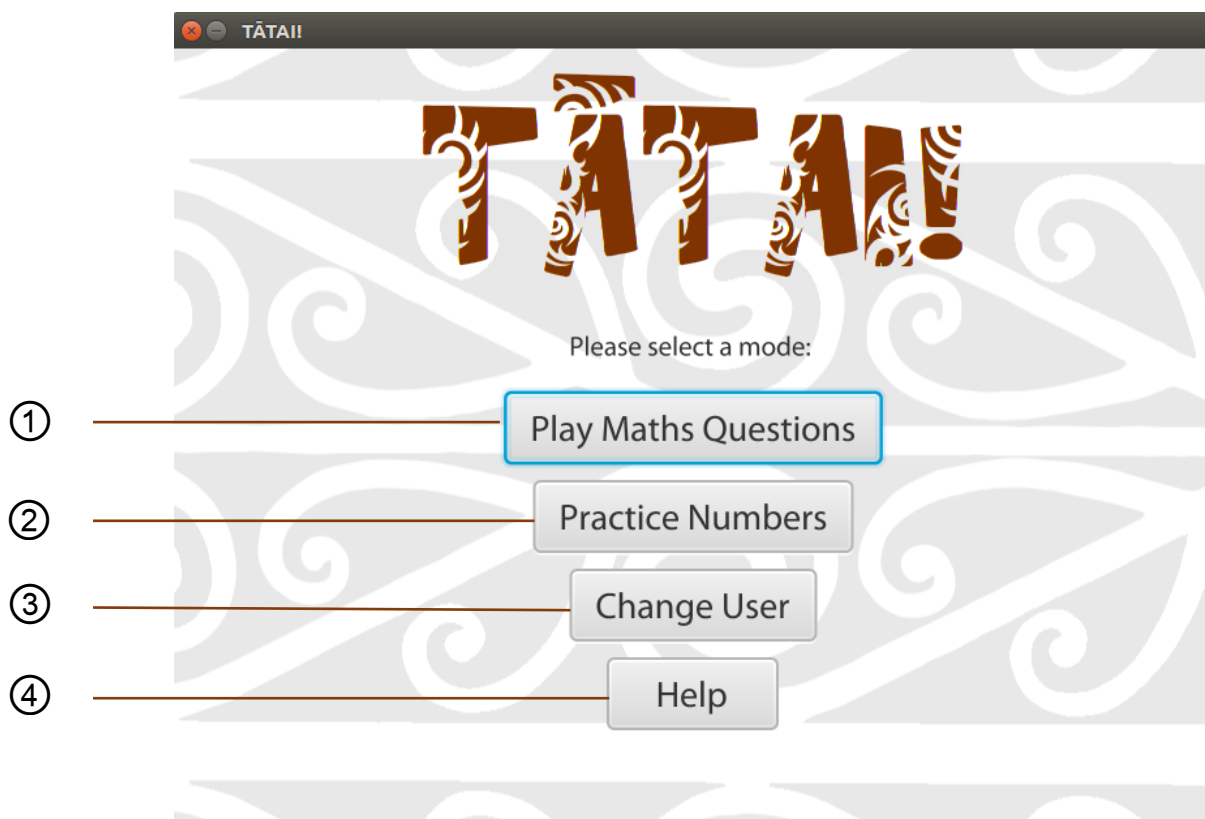 TĀTAI!
TĀTAI!
Please select a mode:
① Play Maths Questions
② Practice Numbers
③ Change User
④ Help